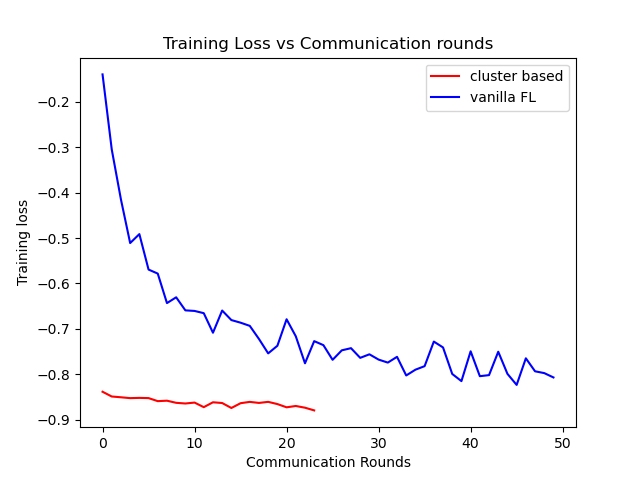 Training Loss vs Communication rounds
cluster based
vanilla FL
−0.2
−0.3
−0.4
−0.5
−0.6
−0.7
−0.8
−0.9
Training loss
0 10 20 30 40 50
Communication Rounds